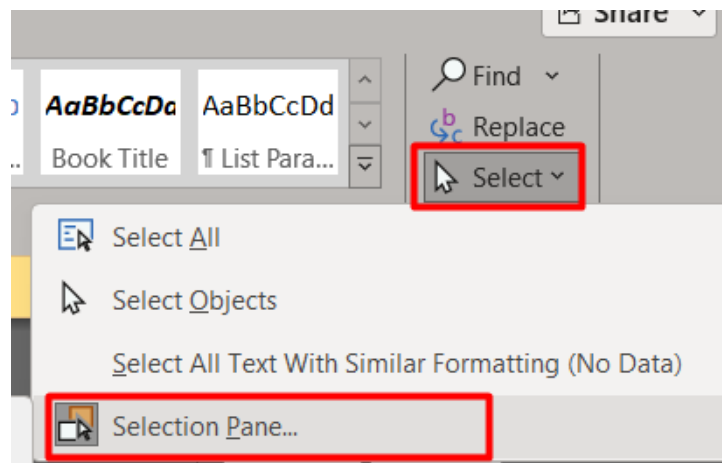 Share
AaBbCcDa AaBbCcDd
Book Title ¶ List Para...
Find
Replace
Select
Select All
Select Objects
Select All Text With Similar Formatting (No Data)
Selection Pane...